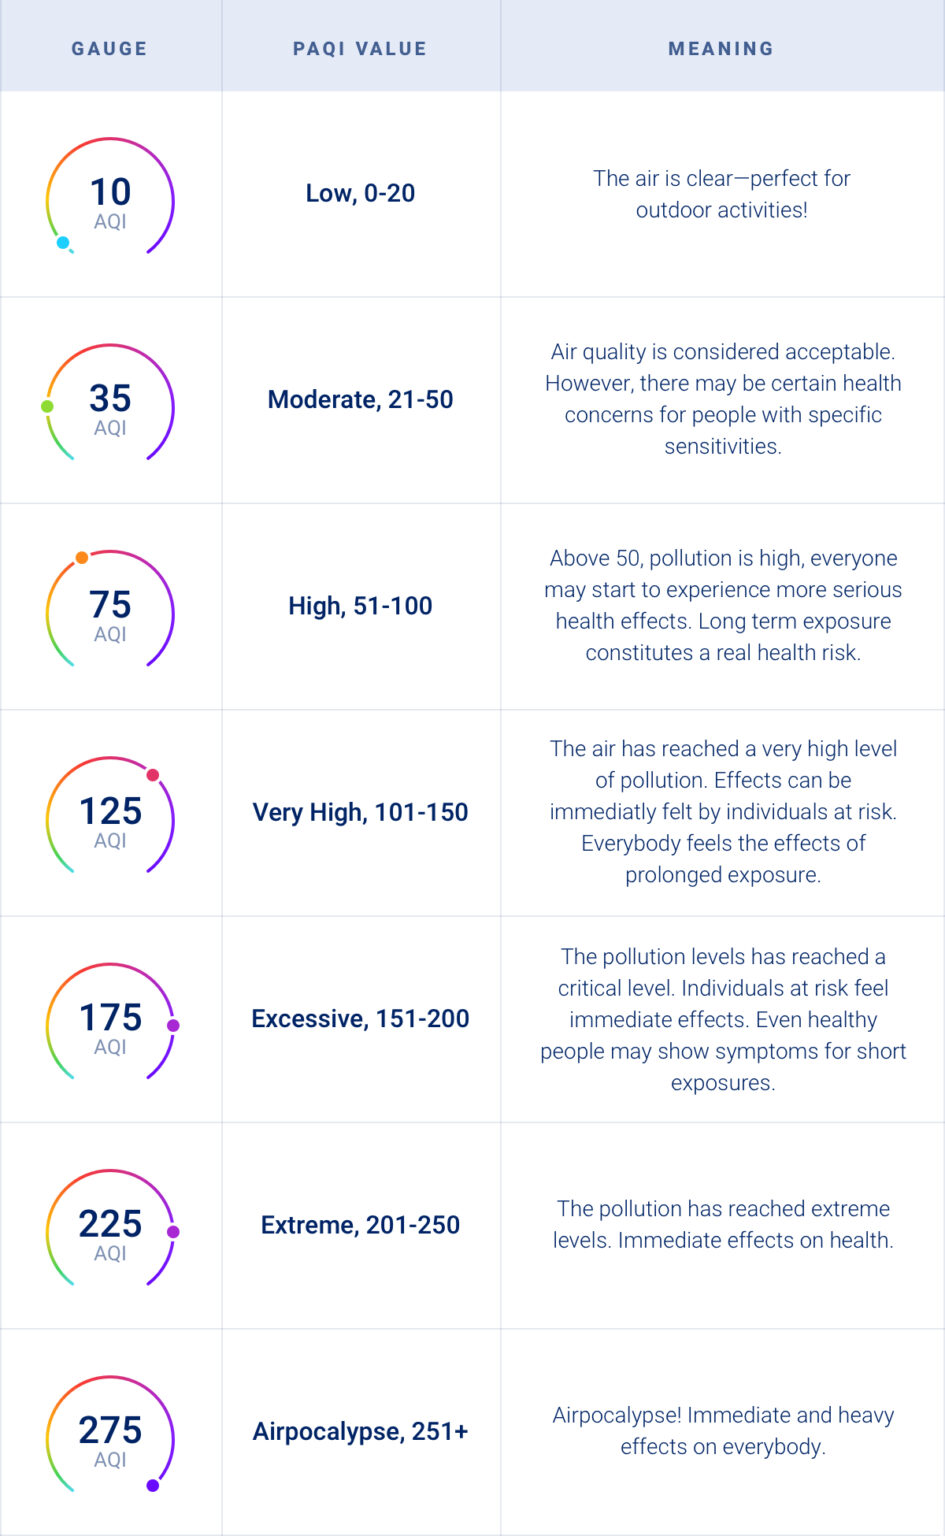 GAUGE
PAQI VALUE
MEANING
10
AQI
Low, 0-20
The air is clear—perfect for
outdoor activities!
35
AQI
Moderate, 21-50
Air quality is considered acceptable.
However, there may be certain health
concerns for people with specific
sensitivities.
75
AQI
High, 51-100
Above 50, pollution is high, everyone
may start to experience more serious
health effects. Long term exposure
constitutes a real health risk.
125
AQI
Very High, 101-150
The air has reached a very high level
of pollution. Effects can be
immediatly felt by individuals at risk.
Everybody feels the effects of
prolonged exposure.
175
AQI
Excessive, 151-200
The pollution levels has reached a
critical level. Individuals at risk feel
immediate effects. Even healthy
people may show symptoms for short
exposures.
225
AQI
Extreme, 201-250
The pollution has reached extreme
levels. Immediate effects on health.
275
AQI
Airpocalypse, 251+
Airpocalypse! Immediate and heavy
effects on everybody.